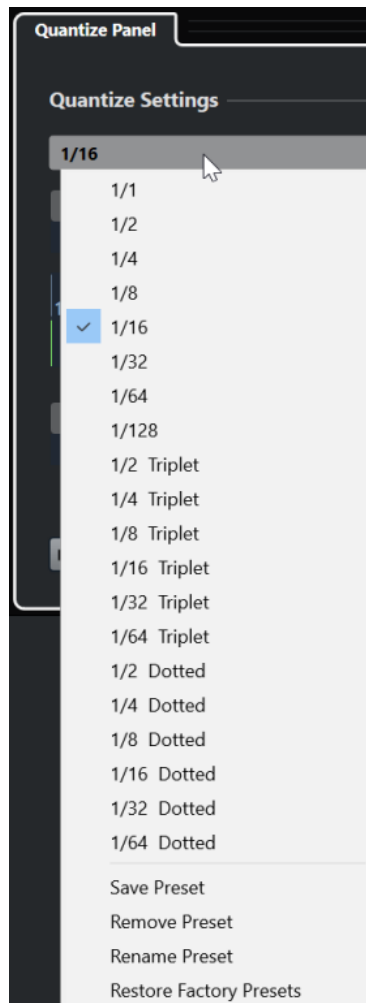 Quantize Panel
Quantize Settings
1/16
1/1
1/2
1/4
1/8
1/16
1/32
1/64
1/128
1/2 Triplet
1/4 Triplet
1/8 Triplet
1/16 Triplet
1/32 Triplet
1/64 Triplet
1/2 Dotted
1/4 Dotted
1/8 Dotted
1/16 Dotted
1/32 Dotted
1/64 Dotted
Save Preset
Remove Preset
Rename Preset
Restore Factory Presets